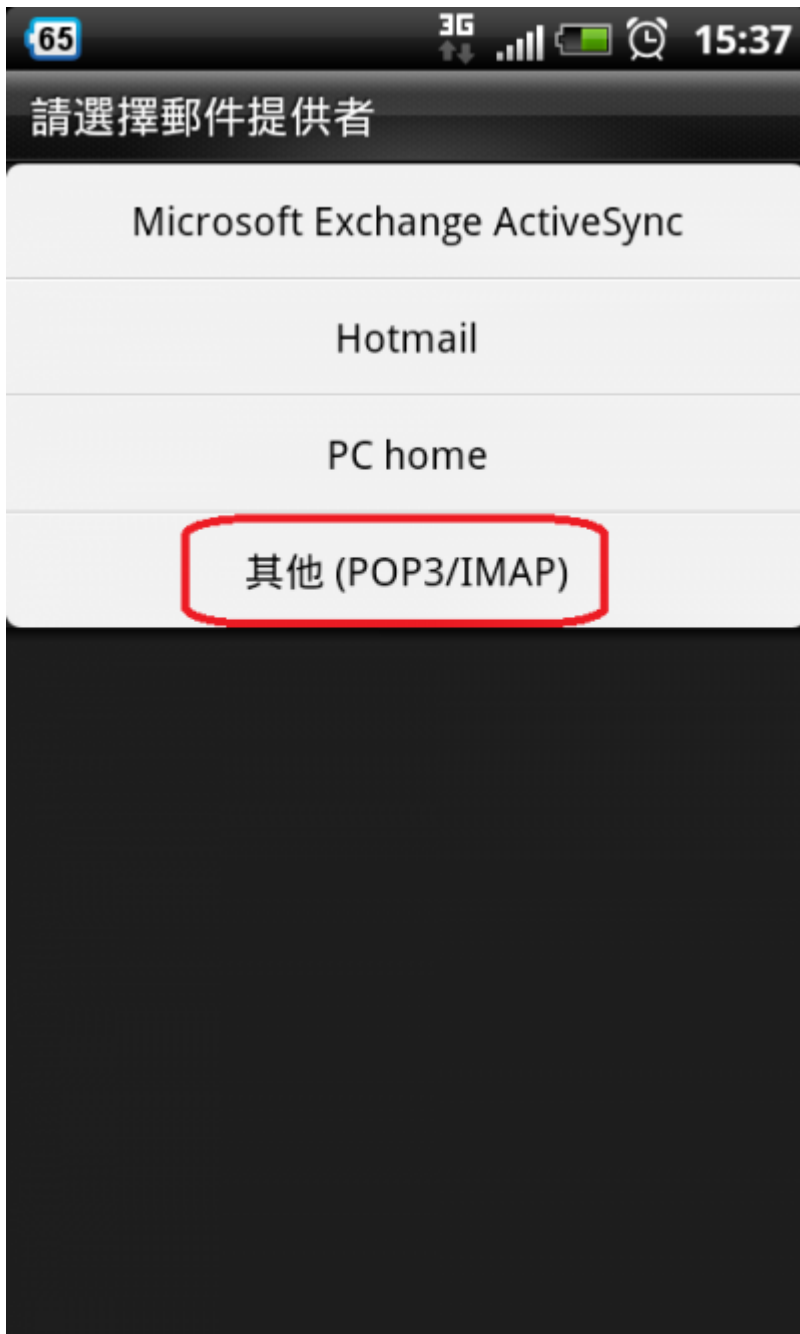 65
3G
15:37
請選擇郵件提供者
Microsoft Exchange ActiveSync
Hotmail
PC home
其他 (POP3/IMAP)